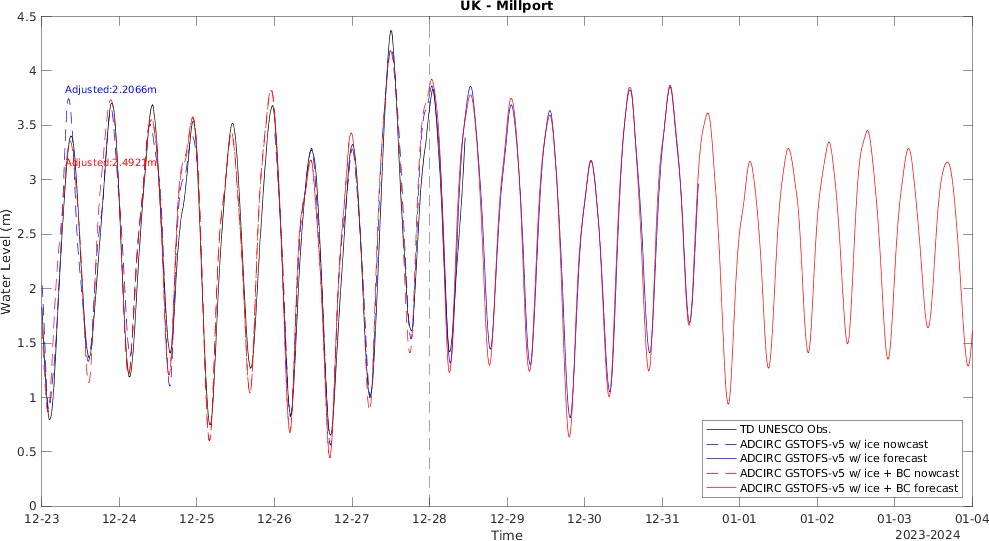 UK - Millport
4.5
4
3.5
3
2.5
2
1.5
1
0.5
0
Water Level (m)
Adjusted:2.2066m
Adjusted:2.4921m
TD UNESCO Obs.
ADCIRC GSTOFS-v5 w/ ice nowcast
ADCIRC GSTOFS-v5 w/ ice forecast
ADCIRC GSTOFS-v5 w/ ice + BC nowcast
ADCIRC GSTOFS-v5 w/ ice + BC forecast
12-23 12-24 12-25 12-26 12-27 12-28 12-29 12-30 12-31 01-01 01-02 01-03 01-04
Time
2023-2024